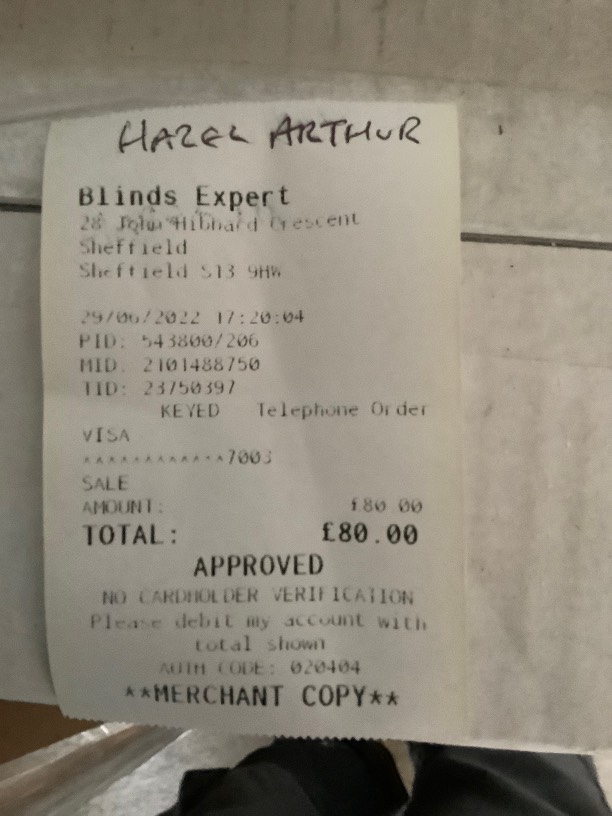 HAZEL ARTHUR
Blinds Expert
28 John Hibbard Crescent
Sheffield
Sheffield S13 9HW
29/06/2022 17:20:04
PID: 543800/206
MID: 2101488750
TID: 23750397
KEYED Telephone Order
VISA
************7003
SALE
AMOUNT: £80.00
TOTAL: £80.00
APPROVED
NO CARDHOLDER VERIFICATION
Please debit my account with
total shown
AUTH CODE: 020404
**MERCHANT COPY**